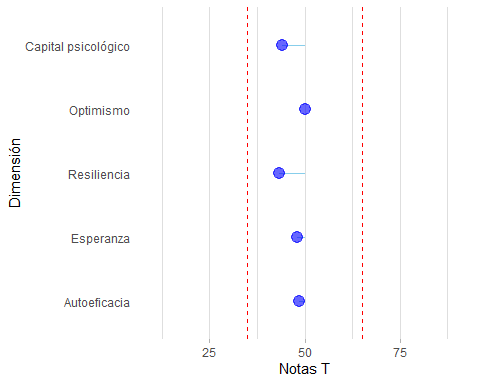 Capital psicológico
Optimismo
Resiliencia
Esperanza
Autoeficacia
Dimensión
25 50 75
Notas T